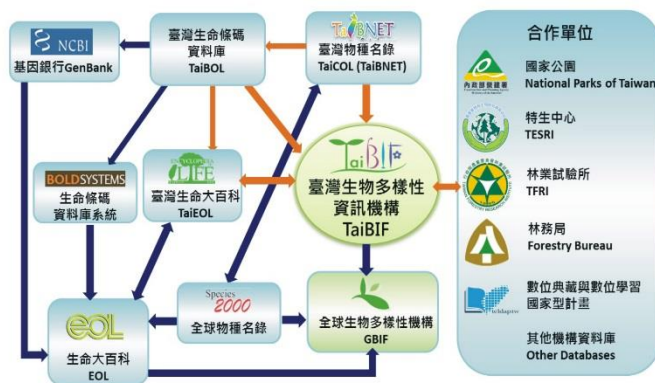 NCBI
基因銀行GenBank
臺灣生命條碼
資料庫
TaiBOL
TaiBNET
臺灣物種名錄
TaiCOL (TaiBNET)
BOLDSYSTEMS
生命條碼
資料庫系統
ENCYCLOPEDIA
LIFE
臺灣生命大百科
TaiEOL
TaiBIF
臺灣生物多樣性
資訊機構
TaiBIF
eol
生命大百科
EOL
Species
2000
全球物種名錄
全球生物多樣性機構
GBIF
合作單位
國家公園
National Parks of Taiwan
特生中心
TESRI
林業試驗所
TFRI
林務局
Forestry Bureau
數位典藏與數位學習
國家型計畫
其他機構資料庫
Other Databases